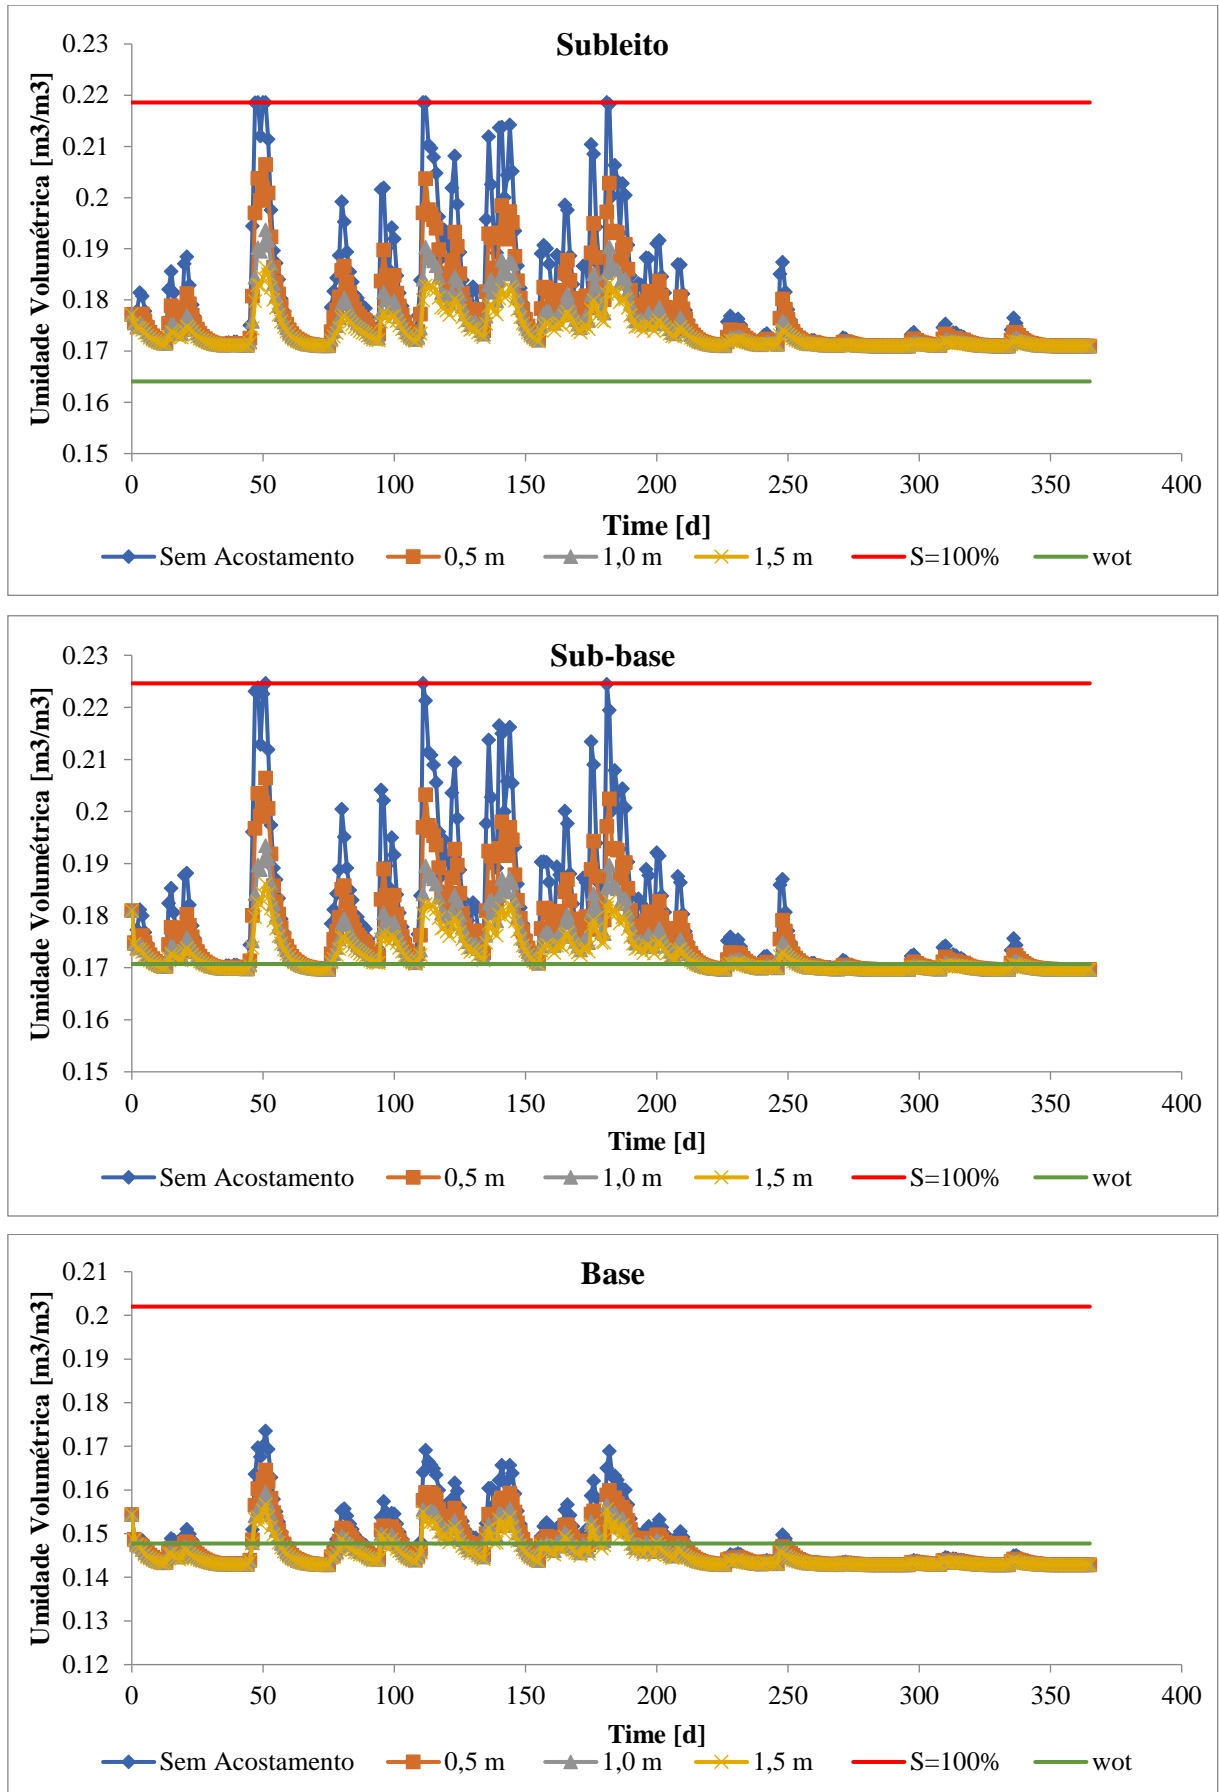 Subleito
Umidade Volumétrica [m3/m3]
0.23
0.22
0.21
0.2
0.19
0.18
0.17
0.16
0.15
0 50 100 150 200 250 300 350 400
Time [d]
Sem Acostamento 0,5 m 1,0 m 1,5 m S=100% wot
Sub-base
Umidade Volumétrica [m3/m3]
0.23
0.22
0.21
0.2
0.19
0.18
0.17
0.16
0.15
0 50 100 150 200 250 300 350 400
Time [d]
Sem Acostamento 0,5 m 1,0 m 1,5 m S=100% wot
Base
Umidade Volumétrica [m3/m3]
0.21
0.2
0.19
0.18
0.17
0.16
0.15
0.14
0.13
0.12
0 50 100 150 200 250 300 350 400
Time [d]
Sem Acostamento 0,5 m 1,0 m 1,5 m S=100% wot